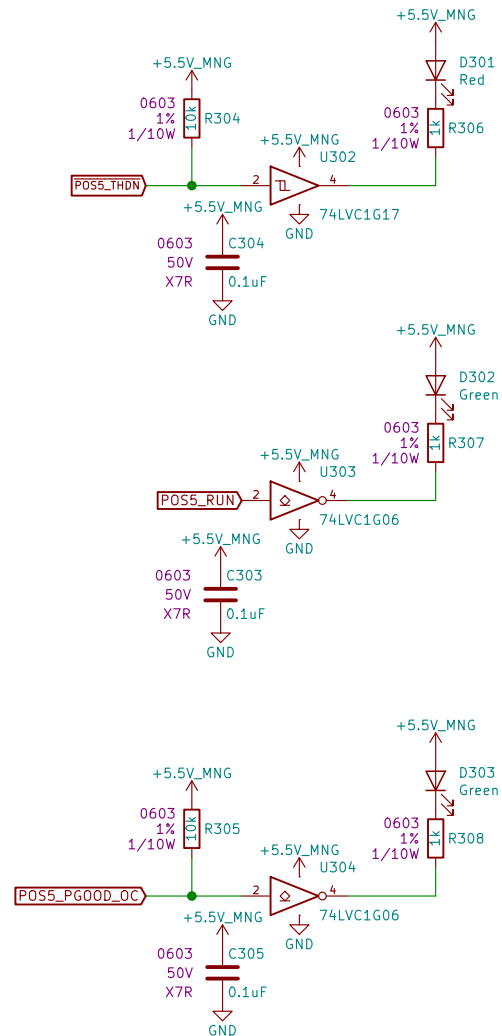 +5.5V_MNG
D301
Red
+5.5V_MNG
0603
1%
1/10W
10k
R304
0603
1%
1/10W
1k
R306
+5.5V_MNG
U302
POS5_THDN
2
4
74LVC1G17
GND
+5.5V_MNG
0603
50V
X7R
C304
0.1uF
GND
+5.5V_MNG
D302
Green
0603
1%
1/10W
1k
R307
+5.5V_MNG
U303
POS5_RUN
2
4
74LVC1G06
GND
+5.5V_MNG
0603
50V
X7R
C303
0.1uF
GND
+5.5V_MNG
D303
Green
+5.5V_MNG
0603
1%
1/10W
10k
R305
0603
1%
1/10W
1k
R308
+5.5V_MNG
U304
POS5_PGOOD_OC
2
4
74LVC1G06
GND
+5.5V_MNG
0603
50V
X7R
C305
0.1uF
GND